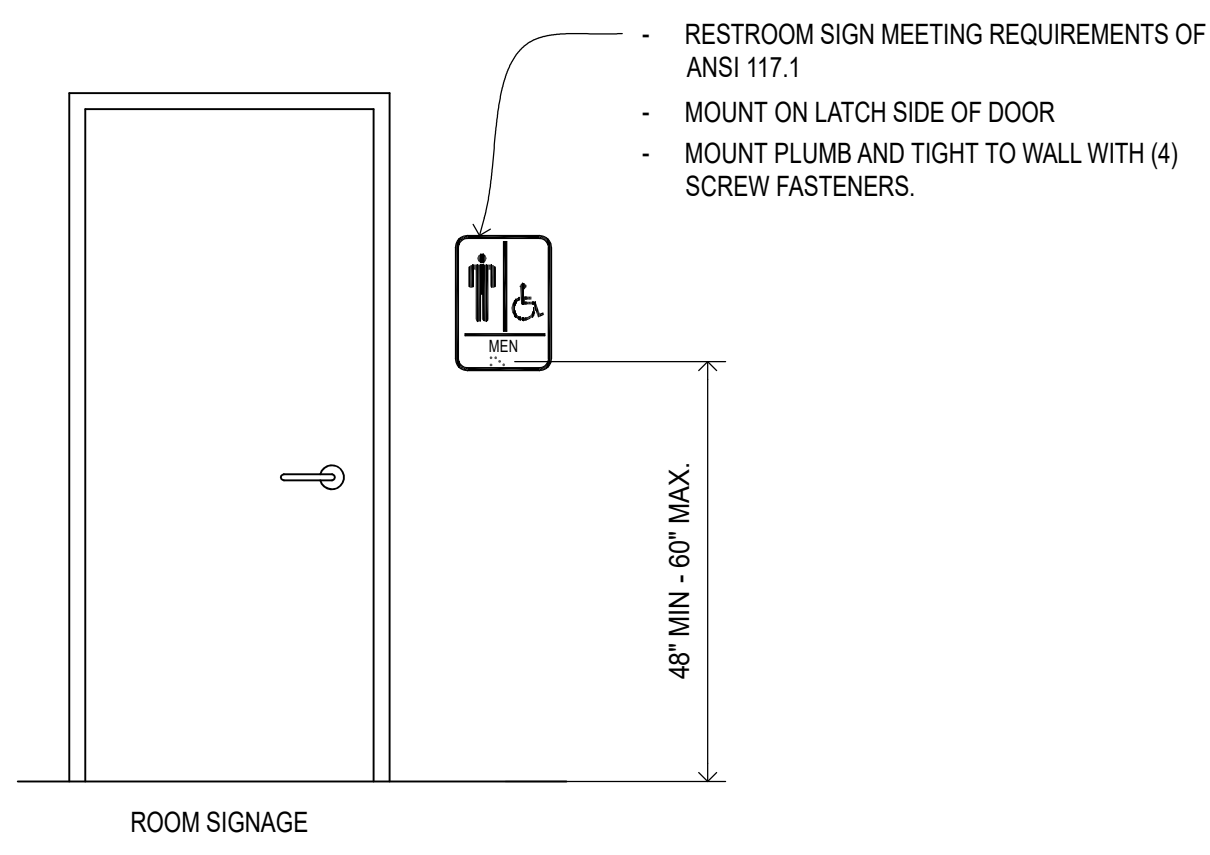 - RESTROOM SIGN MEETING REQUIREMENTS OF
ANSI 117.1
- MOUNT ON LATCH SIDE OF DOOR
- MOUNT PLUMB AND TIGHT TO WALL WITH (4)
SCREW FASTENERS.
MEN
48" MIN - 60" MAX.
ROOM SIGNAGE